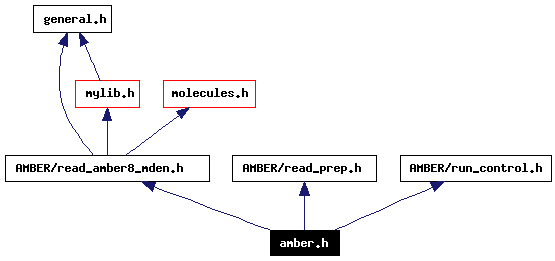 general.h
mylib.h
molecules.h
AMBER/read_amber8_mden.h
AMBER/read_prep.h
AMBER/run_control.h
amber.h